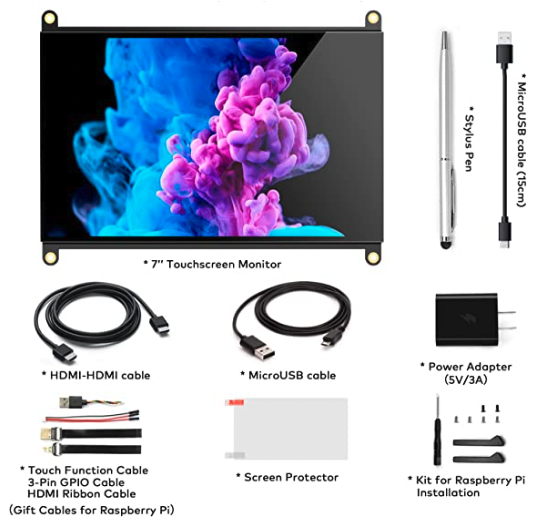 * 7" Touchscreen Monitor
* Stylus Pen
* MicroUSB cable (15cm)
* HDMI-HDMI cable
* MicroUSB cable
* Power Adapter
(5V/3A)
* Touch Function Cable
3-Pin GPIO Cable
HDMI Ribbon Cable
(Gift Cables for Raspberry Pi)
* Screen Protector
* Kit for Raspberry Pi
Installation